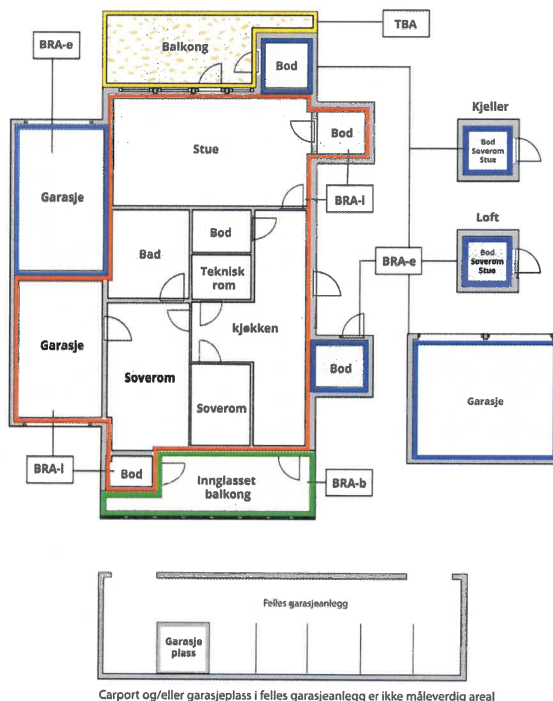 TBA
BRA-e
Balkong
Bod
Kjeller
Bod
Soverom
Stue
Stue
Bod
Garasje
BRA-i
Loft
Bod
Bod
Soverom
Stue
Bad
Teknisk
rom
BRA-e
kjøkken
Garasje
Soverom
Bod
Garasje
Soverom
BRA-i
Bod
Innglasset
balkong
BRA-b
Felles garasjeanlegg
Garasje
plass
Carport og/eller garasjeplass i felles garasjeanlegg er ikke måleverdig areal